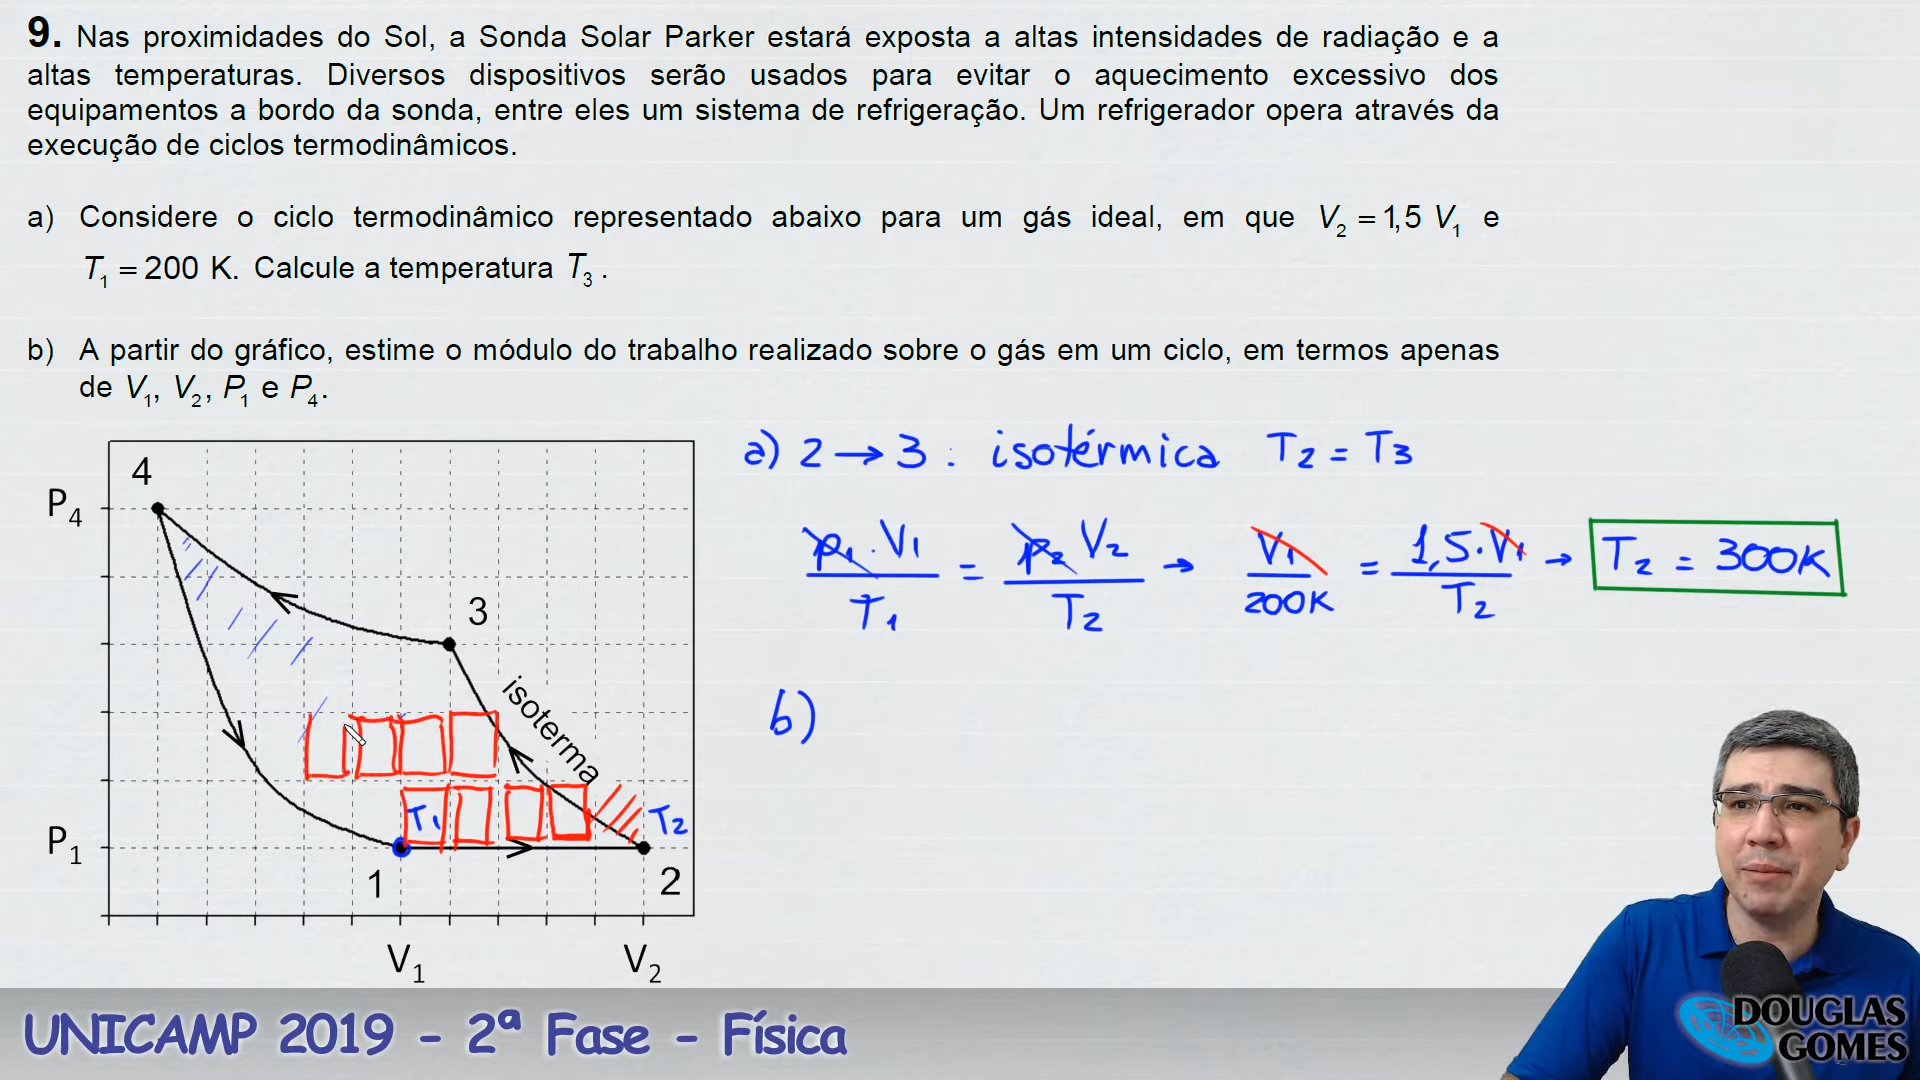 9. Nas proximidades do Sol, a Sonda Solar Parker estará exposta a altas intensidades de radiação e a
altas temperaturas. Diversos dispositivos serão usados para evitar o aquecimento excessivo dos
equipamentos a bordo da sonda, entre eles um sistema de refrigeração. Um refrigerador opera através da
execução de ciclos termodinâmicos.
a) Considere o ciclo termodinâmico representado abaixo para um gás ideal, em que V₂ = 1,5 V₁ e
T₁ = 200 K. Calcule a temperatura T₃.
b) A partir do gráfico, estime o módulo do trabalho realizado sobre o gás em um ciclo, em termos apenas
de V₁, V₂, P₁ e P₄.
a) 2 → 3 : isotérmica T₂ = T₃
p₁ . V₁ / T₁ = p₂ V₂ / T₂ → V₁ / 200K = 1,5 . V₁ / T₂ → T₂ = 300K
b)
4
P₄
3
isoterma
T₁
T₂
P₁
1
2
V₁
V₂
UNICAMP 2019 - 2ª Fase - Física
DOUGLAS
GOMES